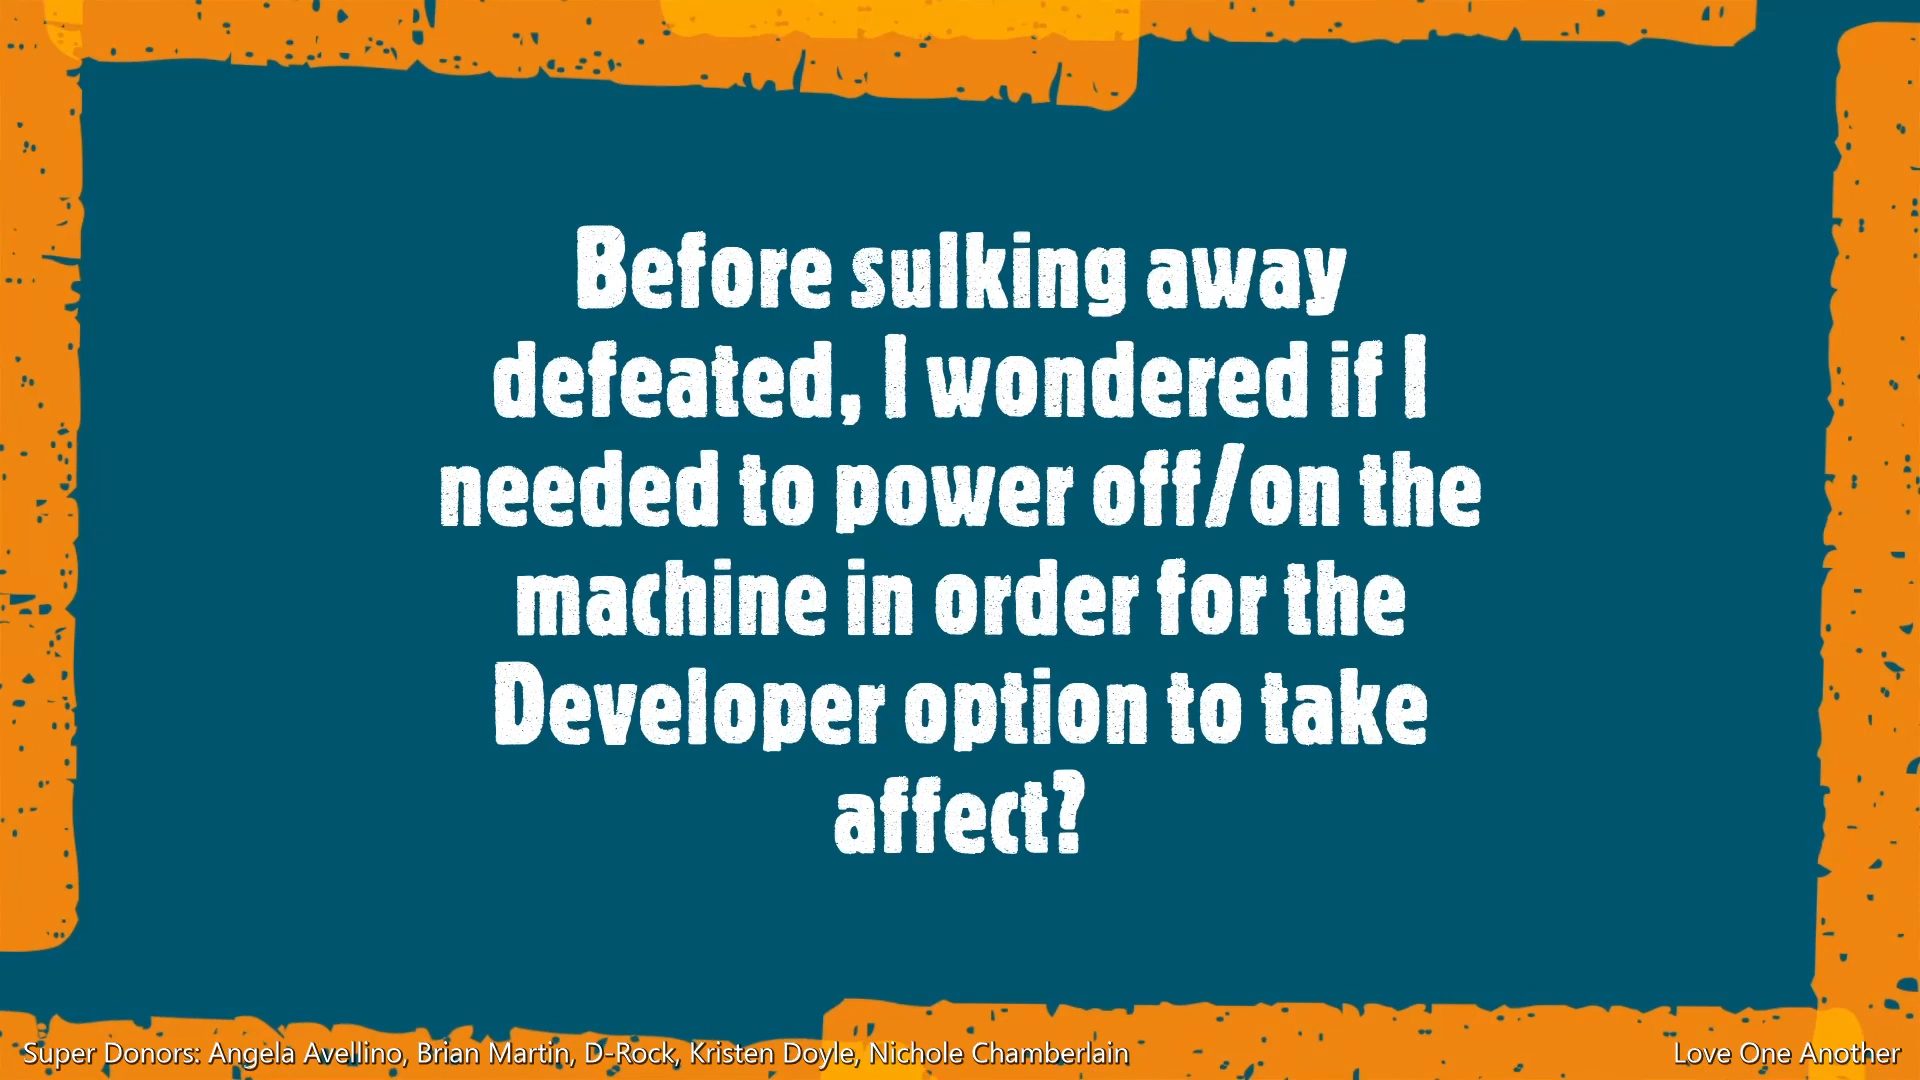 Before sulking away
defeated, I wondered if I
needed to power off/on the
machine in order for the
Developer option to take
affect?
Super Donors: Angela Avellino, Brian Martin, D-Rock, Kristen Doyle, Nichole Chamberlain
Love One Another